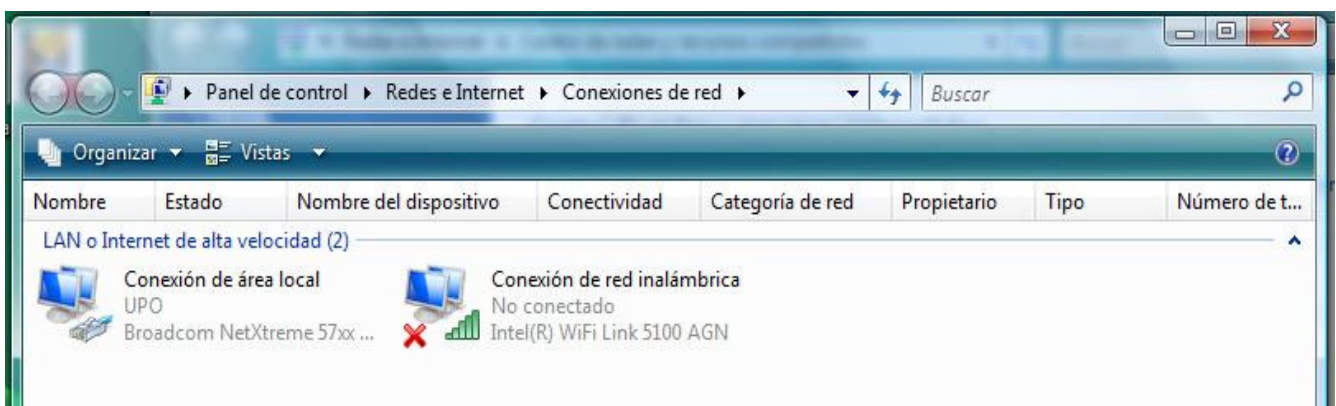 Panel de control Redes e Internet Conexiones de red Buscar
Organizar Vistas
Nombre Estado Nombre del dispositivo Conectividad Categoría de red Propietario Tipo Número de t...
LAN o Internet de alta velocidad (2)
Conexión de área local
UPO
Broadcom NetXtreme 57xx ...
Conexión de red inalámbrica
No conectado
Intel(R) WiFi Link 5100 AGN